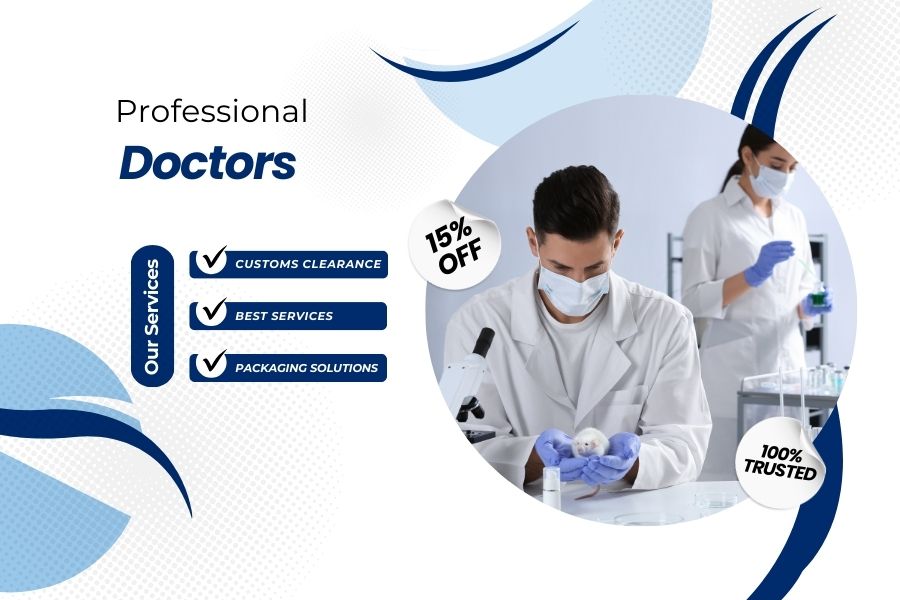 Professional
Doctors
Our Services
CUSTOMS CLEARANCE
BEST SERVICES
PACKAGING SOLUTIONS
15%
OFF
100%
TRUSTED